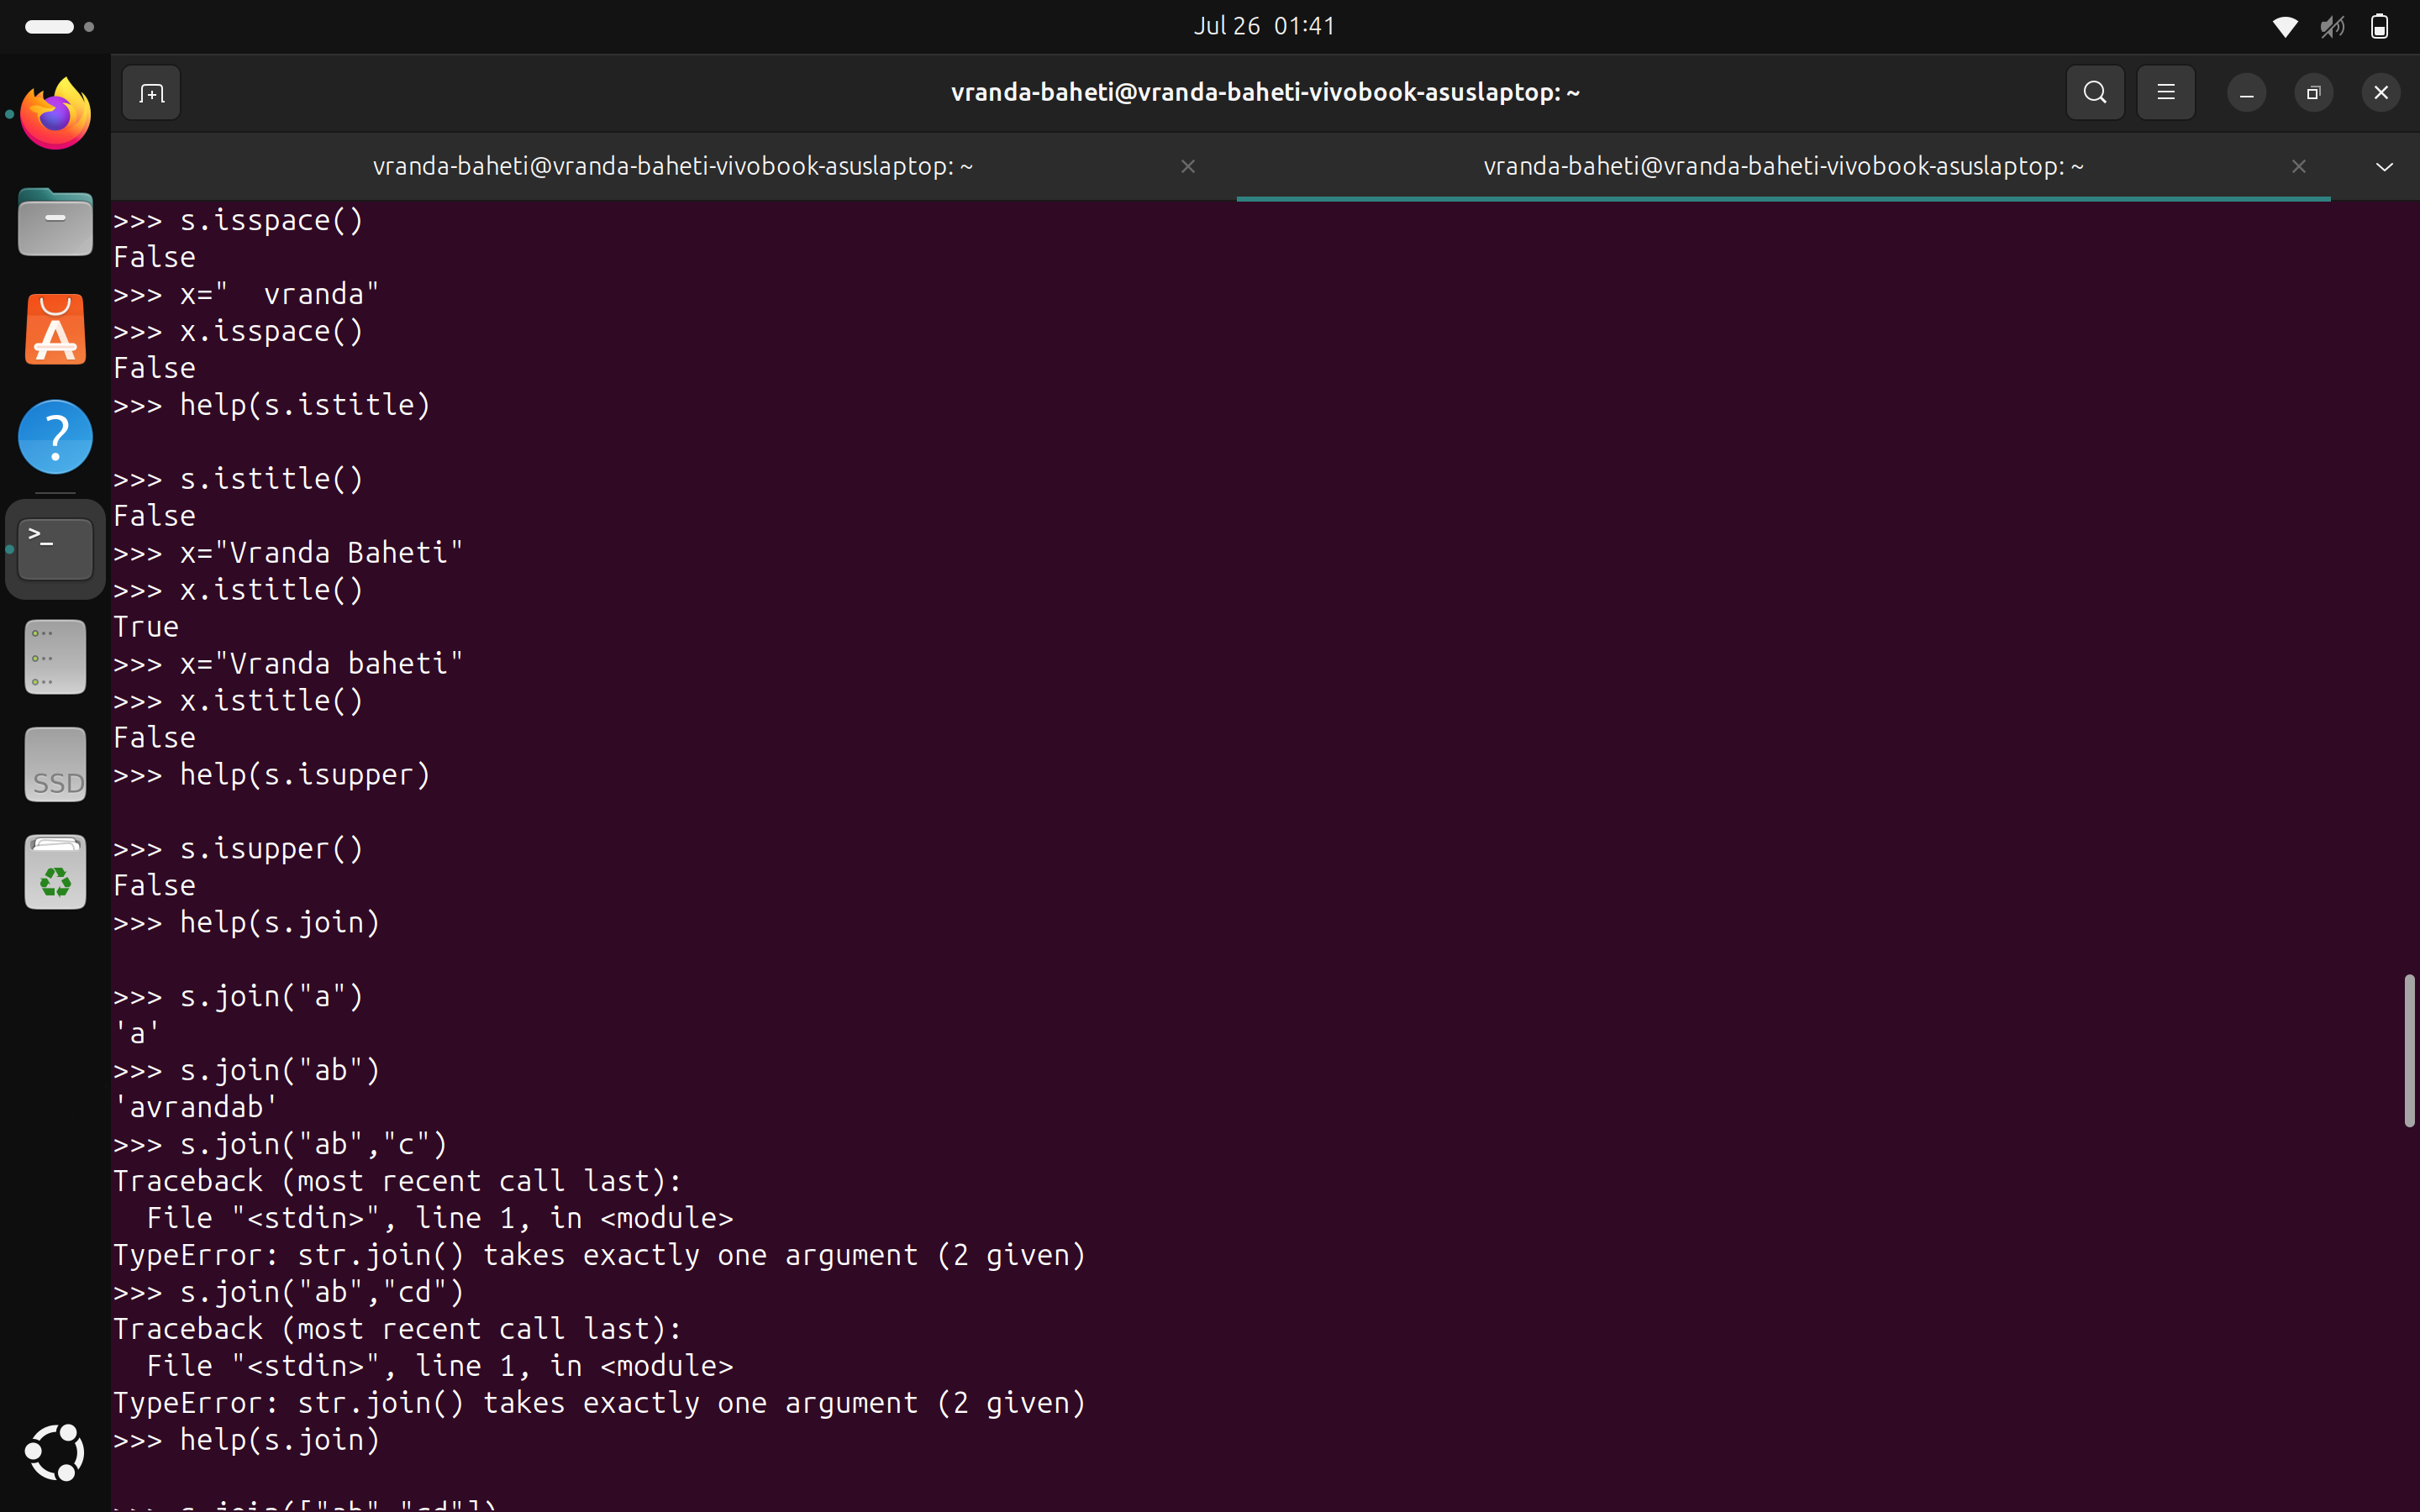 Jul 26 01:41
vranda-baheti@vranda-baheti-vivobook-asuslaptop: ~
vranda-baheti@vranda-baheti-vivobook-asuslaptop: ~
vranda-baheti@vranda-baheti-vivobook-asuslaptop: ~
>>> s.isspace()
False
>>> x="  vranda"
>>> x.isspace()
False
>>> help(s.istitle)

>>> s.istitle()
False
>>> x="Vranda Baheti"
>>> x.istitle()
True
>>> x="Vranda baheti"
>>> x.istitle()
False
>>> help(s.isupper)

>>> s.isupper()
False
>>> help(s.join)

>>> s.join("a")
'a'
>>> s.join("ab")
'avrandab'
>>> s.join("ab","c")
Traceback (most recent call last):
  File "<stdin>", line 1, in <module>
TypeError: str.join() takes exactly one argument (2 given)
>>> s.join("ab","cd")
Traceback (most recent call last):
  File "<stdin>", line 1, in <module>
TypeError: str.join() takes exactly one argument (2 given)
>>> help(s.join)

>>> s.join(["ab","cd"])
SSD